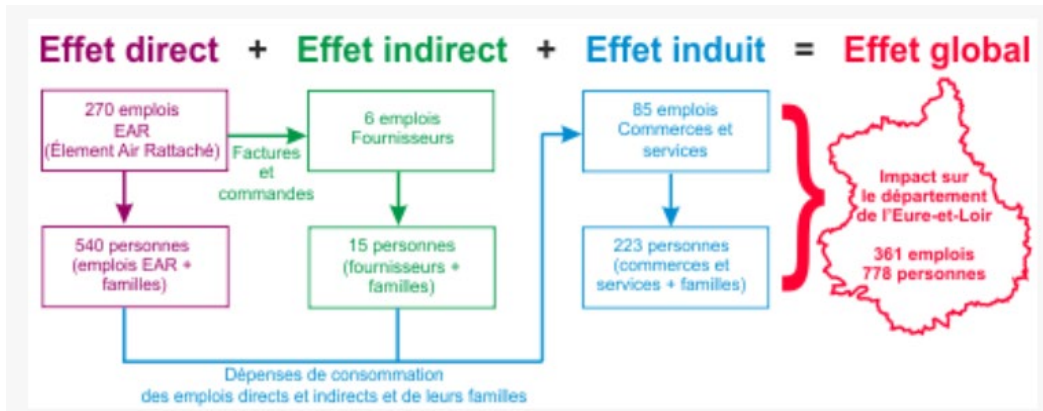 Effet direct + Effet indirect + Effet induit = Effet global
270 emplois
EAR
(Élement Air Rattaché)
Factures
et
commandes
6 emplois
Fournisseurs
85 emplois
Commerces et
services
540 personnes
(emplois EAR +
familles)
15 personnes
(fournisseurs +
familles)
223 personnes
(commerces et
services + familles)
Impact sur
le département
de l'Eure-et-Loir
361 emplois
778 personnes
Dépenses de consommation
des emplois directs et indirects et de leurs familles